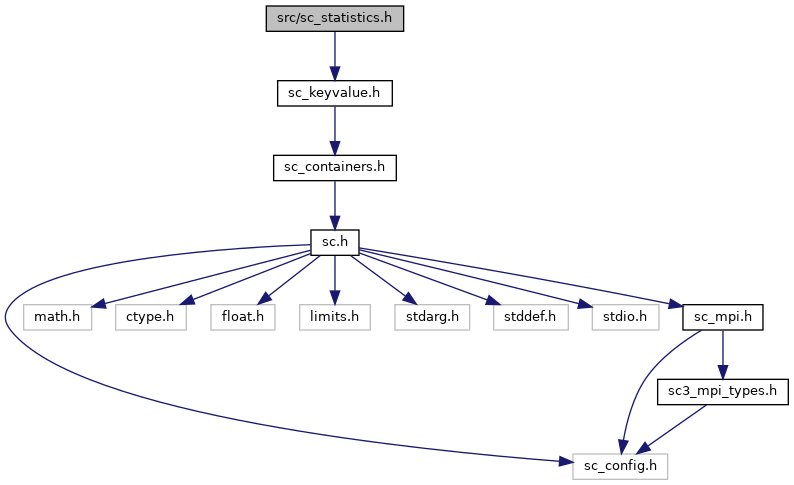 src/sc_statistics.h
sc_keyvalue.h
sc_containers.h
sc.h
math.h
ctype.h
float.h
limits.h
stdarg.h
stddef.h
stdio.h
sc_mpi.h
sc3_mpi_types.h
sc_config.h